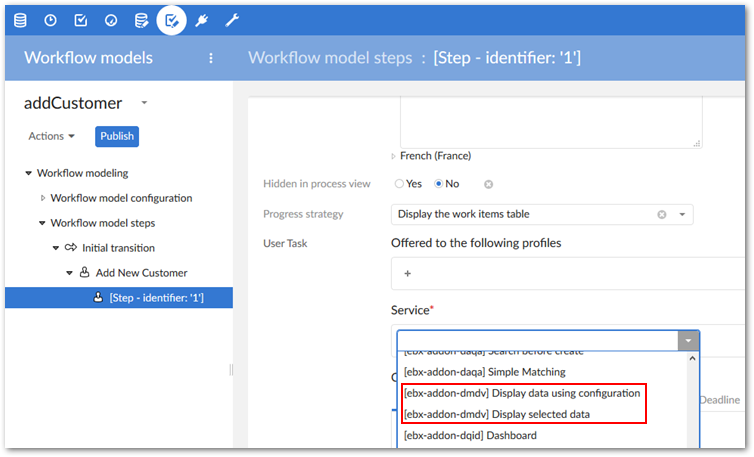 Workflow models
Workflow model steps : [Step - identifier: '1']
addCustomer
Actions
Publish
Workflow modeling
Workflow model configuration
Workflow model steps
Initial transition
Add New Customer
[Step - identifier: '1']
French (France)
Hidden in process view
Yes
No
Progress strategy
Display the work items table
User Task
Offered to the following profiles
+
Service*
[ebx-addon-daqa] Search before create
[ebx-addon-daqa] Simple Matching
[ebx-addon-dmdv] Display data using configuration
[ebx-addon-dmdv] Display selected data
Deadline
[ebx-addon-dqid] Dashboard